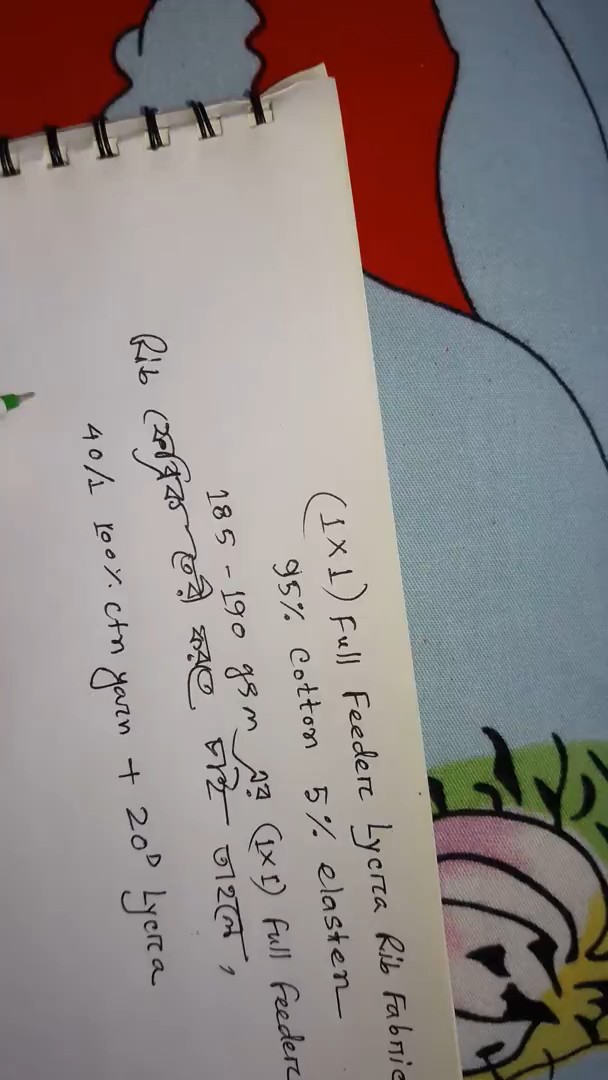 (1×1) Full Feeder Lycra Rib Fabric
95% Cotton 5% elasten
185 - 190 gsm এর (1×1) Full feeder
Rib ফেব্রিক তৈরী করতে চাই তাহলে,
40/1 100% ctn yarn + 20D Lycra